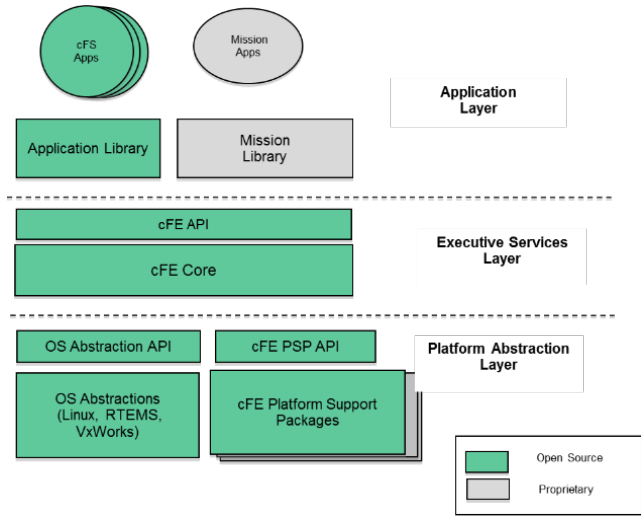 cFS
Apps
Mission
Apps
Application
Layer
Application Library
Mission
Library
cFE API
Executive Services
Layer
cFE Core
OS Abstraction API
cFE PSP API
Platform Abstraction
Layer
OS Abstractions
(Linux, RTEMS,
VxWorks)
cFE Platform Support
Packages
Open Source
Proprietary